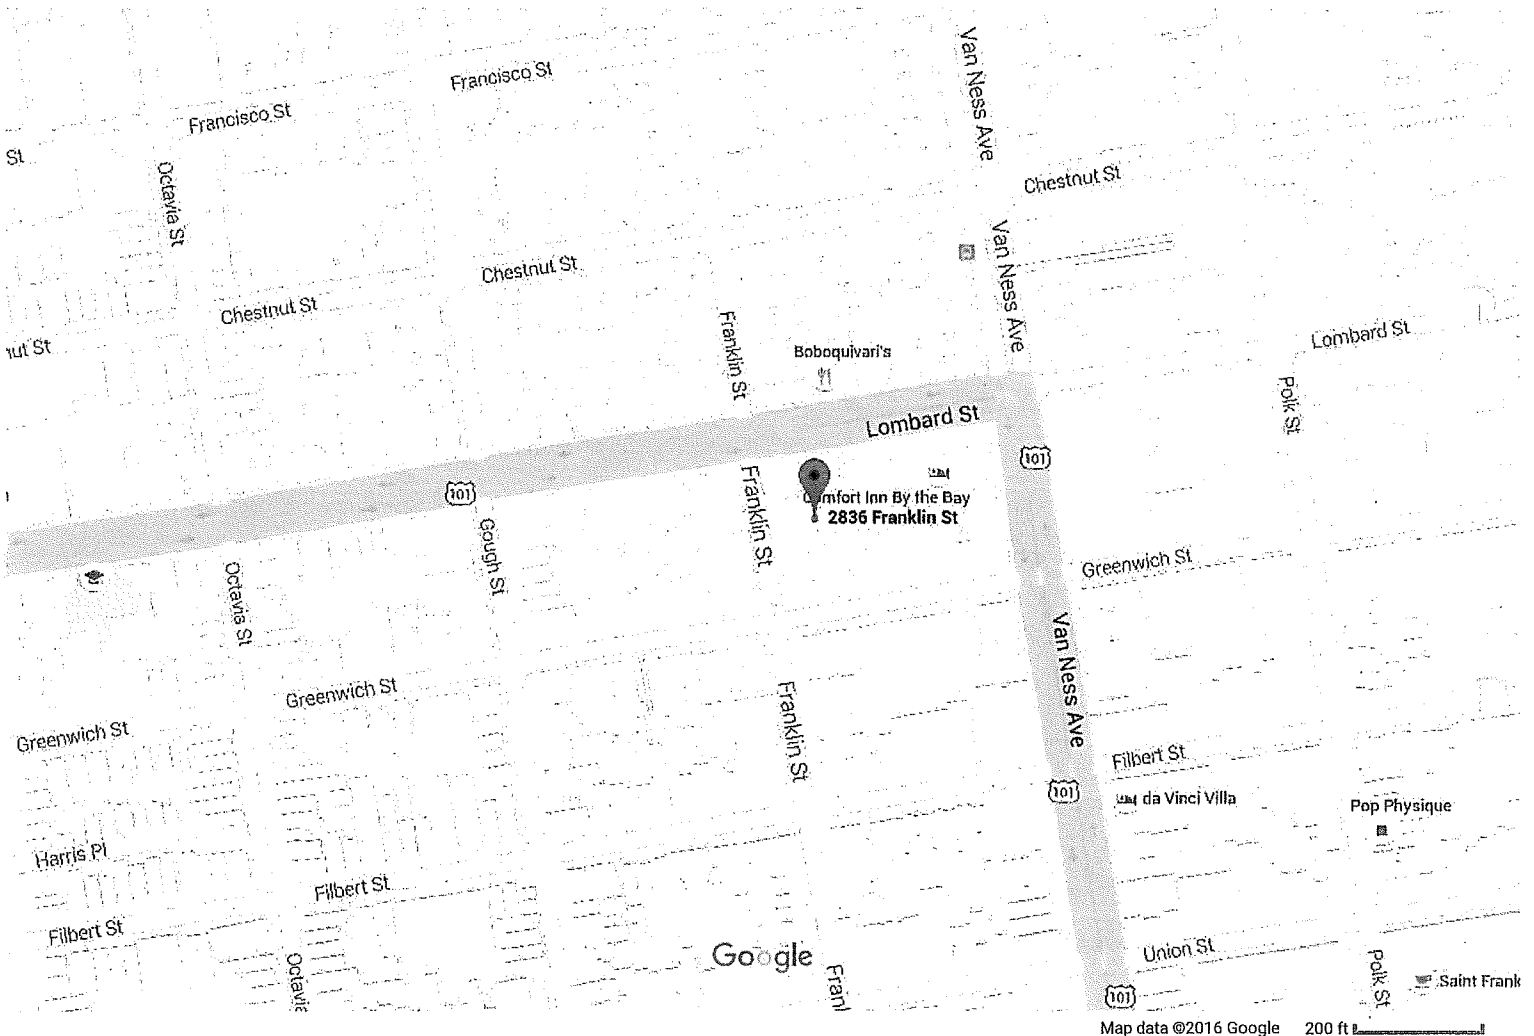 Van Ness Ave
Francisco St
Francisco St
St
Octavia St
Chestnut St
Van Ness Ave
Chestnut St
Chestnut St
Franklin St
Lombard St
nut St
Boboquivari's
Polk St
Lombard St
101
101
Franklin St
Comfort Inn By the Bay
2836 Franklin St
Gough St
Octavia St
Greenwich St
Van Ness Ave
Greenwich St
Franklin St
Greenwich St
Filbert St
101
da Vinci Villa
Pop Physique
Harris Pl
Filbert St
Filbert St
Union St
Google
Octavia
Frankl
Polk St
Saint Frank
101
Map data ©2016 Google 200 ft